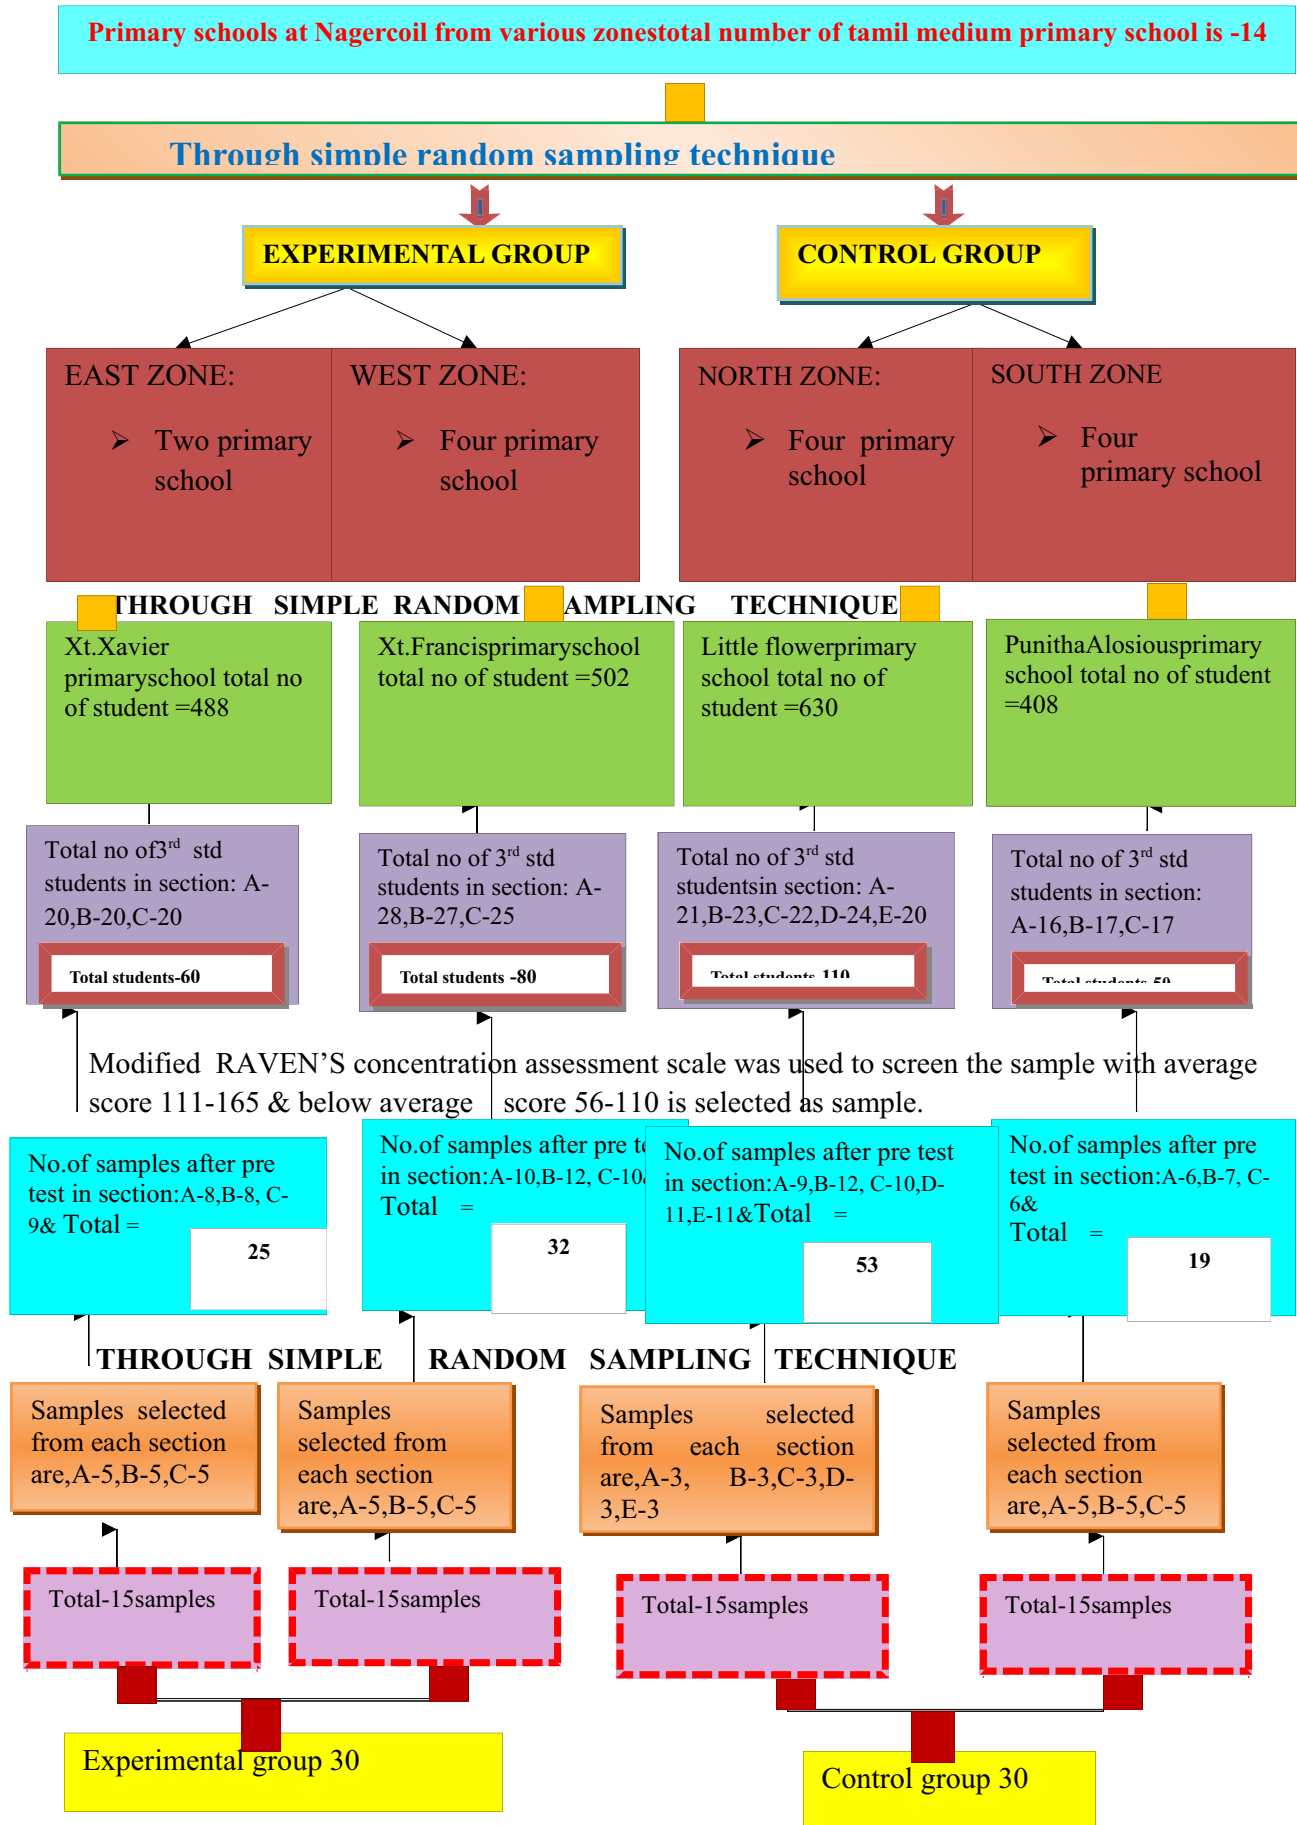 Primary schools at Nagercoil from various zonestotal number of tamil medium primary school is -14
Through simple random sampling technique
EXPERIMENTAL GROUP
CONTROL GROUP
EAST ZONE:
➢ Two primary
school
WEST ZONE:
➢ Four primary
school
NORTH ZONE:
➢ Four primary
school
SOUTH ZONE
➢ Four
primary school
THROUGH SIMPLE RANDOM AMPLING TECHNIQUE
Xt.Xavier
primaryschool total no
of student =488
Xt.Francisprimaryschool
total no of student =502
Little flowerprimary
school total no of
student =630
PunithaAlosiousprimary
school total no of student
=408
Total no of3rd std
students in section: A-
20,B-20,C-20
Total students-60
Total no of 3rd std
students in section: A-
28,B-27,C-25
Total students -80
Total no of 3rd std
studentsin section: A-
21,B-23,C-22,D-24,E-20
Total students 110
Total no of 3rd std
students in section:
A-16,B-17,C-17
Total students 50
Modified RAVEN'S concentration assessment scale was used to screen the sample with average
score 111-165 & below average score 56-110 is selected as sample.
No.of samples after pre
test in section:A-8,B-8, C-
9& Total =
25
No.of samples after pre te
in section:A-10,B-12, C-10&
Total =
32
No.of samples after pre test
in section:A-9,B-12, C-10,D-
11,E-11&Total =
53
No.of samples after pre
test in section:A-6,B-7, C-
6&
Total =
19
THROUGH SIMPLE RANDOM SAMPLING TECHNIQUE
Samples selected
from each section
are,A-5,B-5,C-5
Samples
selected from
each section
are,A-5,B-5,C-5
Samples selected
from each section
are,A-3, B-3,C-3,D-
3,E-3
Samples
selected from
each section
are,A-5,B-5,C-5
Total-15samples
Total-15samples
Total-15samples
Total-15samples
Experimental group 30
Control group 30